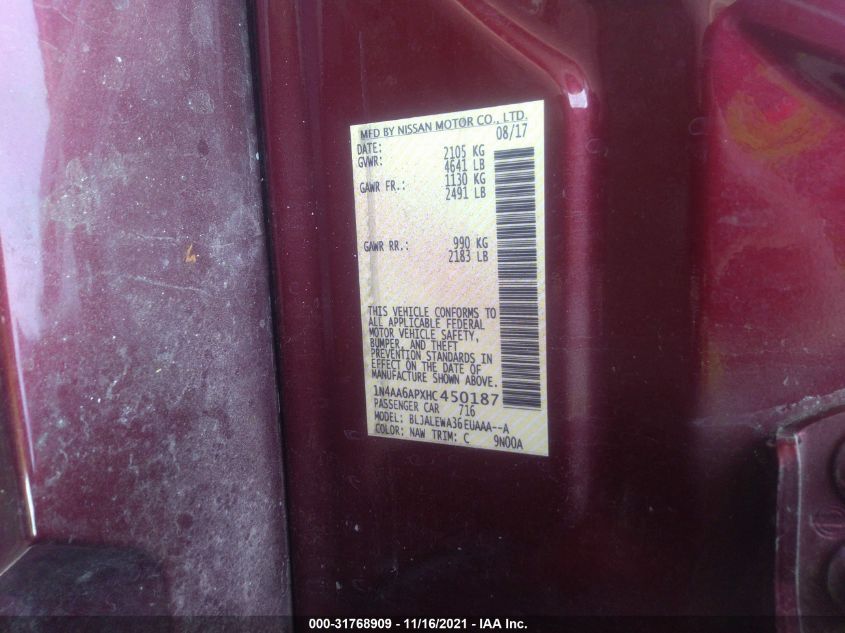 MFD BY NISSAN MOTOR CO., LTD.
DATE: 08/17
GVWR: 2105 KG
4641 LB
GAWR FR.: 1130 KG
2491 LB
GAWR RR.: 990 KG
2183 LB
THIS VEHICLE CONFORMS TO
ALL APPLICABLE FEDERAL
MOTOR VEHICLE SAFETY,
BUMPER, AND THEFT
PREVENTION STANDARDS IN
EFFECT ON THE DATE OF
MANUFACTURE SHOWN ABOVE.
1N4AA6APXHC450187
PASSENGER CAR 716
MODEL: BLJALEWA36EUAAA--A
COLOR: NAW TRIM: C 9N00A
000-31768909 - 11/16/2021 - IAA Inc.